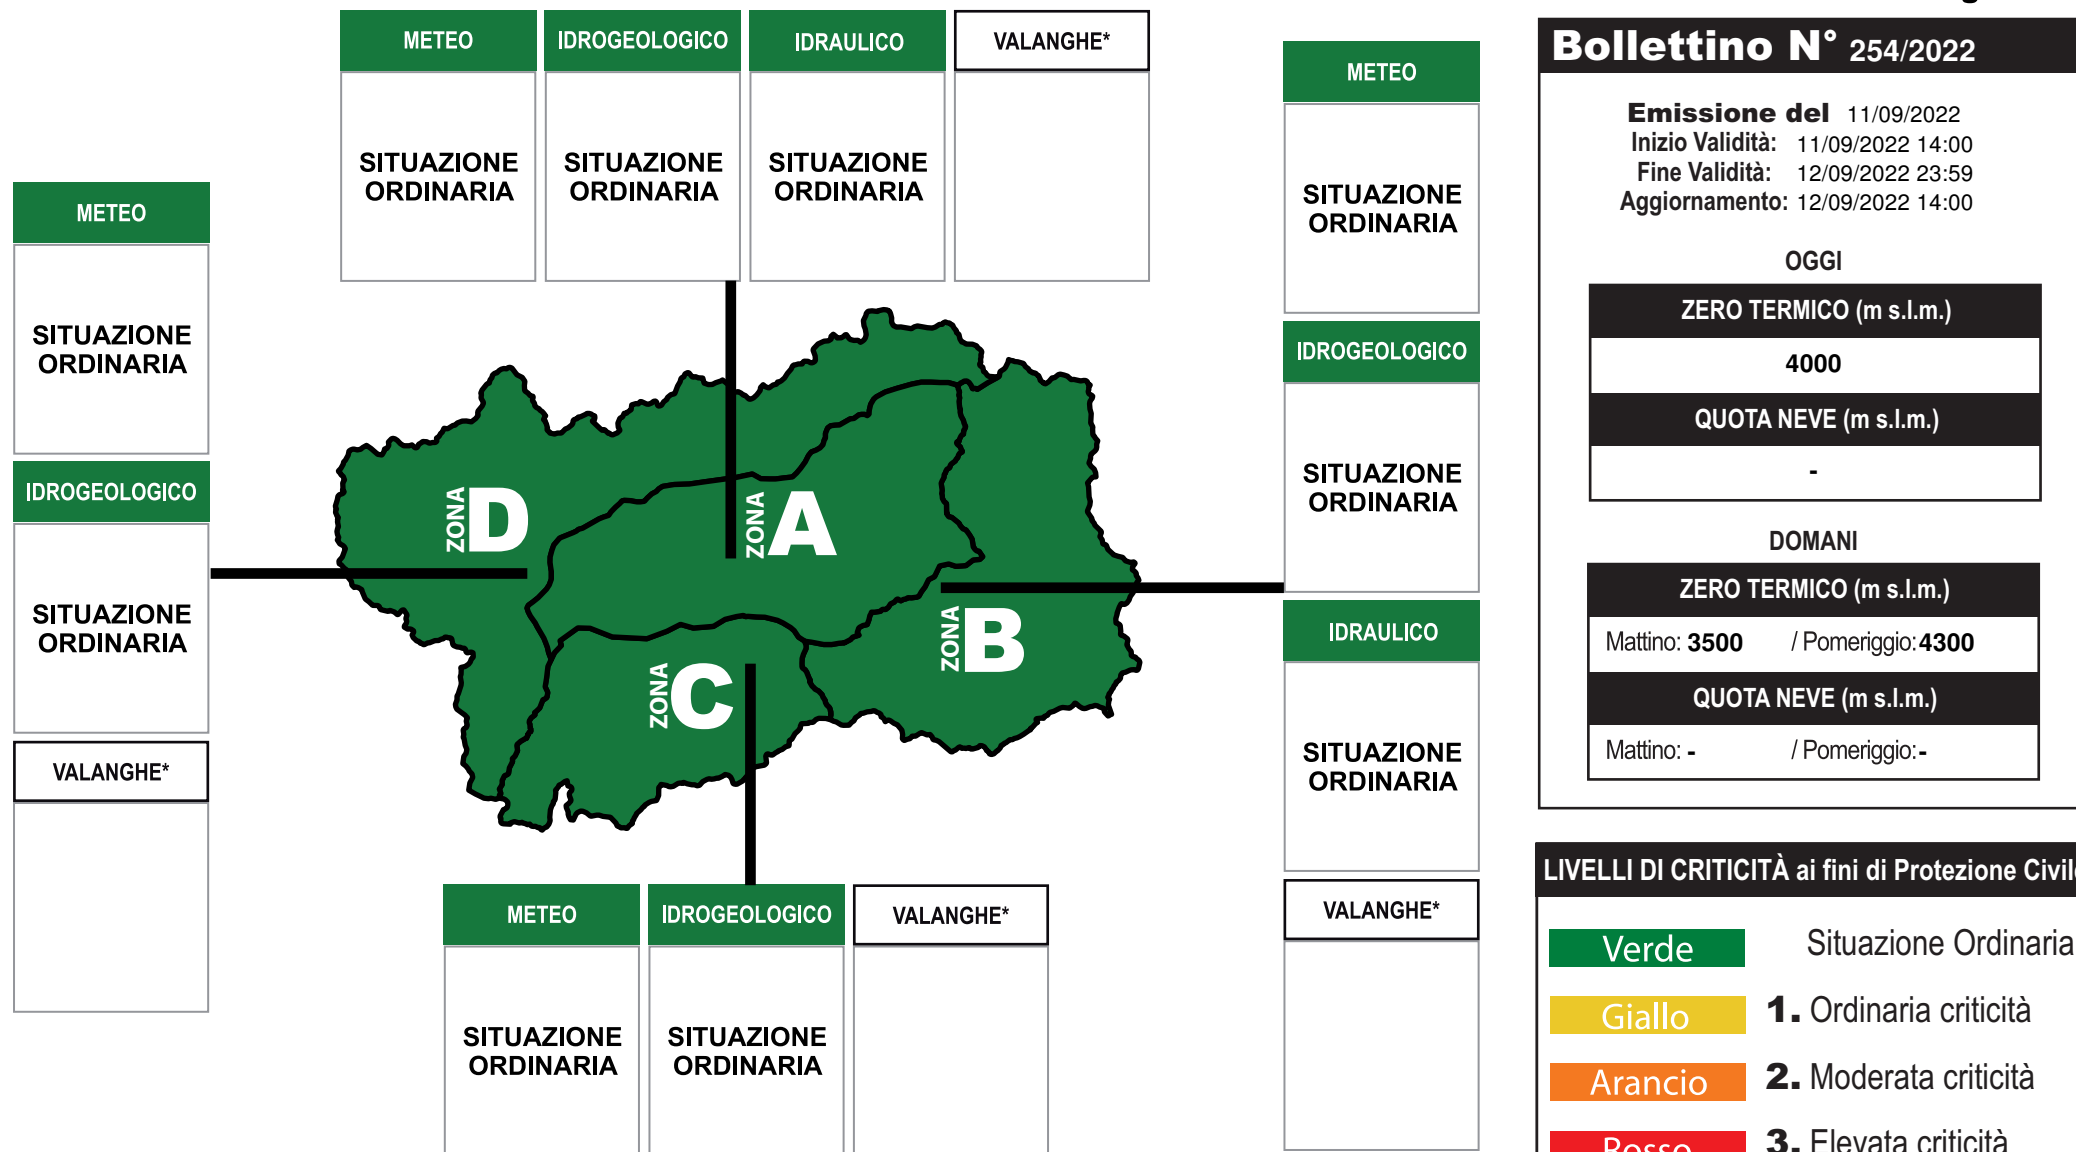 METEO
IDROGEOLOGICO
IDRAULICO
VALANGHE*
SITUAZIONE
ORDINARIA
SITUAZIONE
ORDINARIA
SITUAZIONE
ORDINARIA
METEO
SITUAZIONE
ORDINARIA
IDROGEOLOGICO
SITUAZIONE
ORDINARIA
VALANGHE*
ZONA D
ZONA A
ZONA B
ZONA C
METEO
SITUAZIONE
ORDINARIA
IDROGEOLOGICO
SITUAZIONE
ORDINARIA
IDRAULICO
SITUAZIONE
ORDINARIA
VALANGHE*
METEO
IDROGEOLOGICO
VALANGHE*
SITUAZIONE
ORDINARIA
SITUAZIONE
ORDINARIA
Bollettino N° 254/2022
Emissione del 11/09/2022
Inizio Validità: 11/09/2022 14:00
Fine Validità: 12/09/2022 23:59
Aggiornamento: 12/09/2022 14:00
OGGI
ZERO TERMICO (m s.l.m.)
4000
QUOTA NEVE (m s.l.m.)
-
DOMANI
ZERO TERMICO (m s.l.m.)
Mattino: 3500 / Pomeriggio: 4300
QUOTA NEVE (m s.l.m.)
Mattino: - / Pomeriggio: -
LIVELLI DI CRITICITÀ ai fini di Protezione Civile
Verde Situazione Ordinaria
Giallo 1. Ordinaria criticità
Arancio 2. Moderata criticità
Rosso 3. Elevata criticità